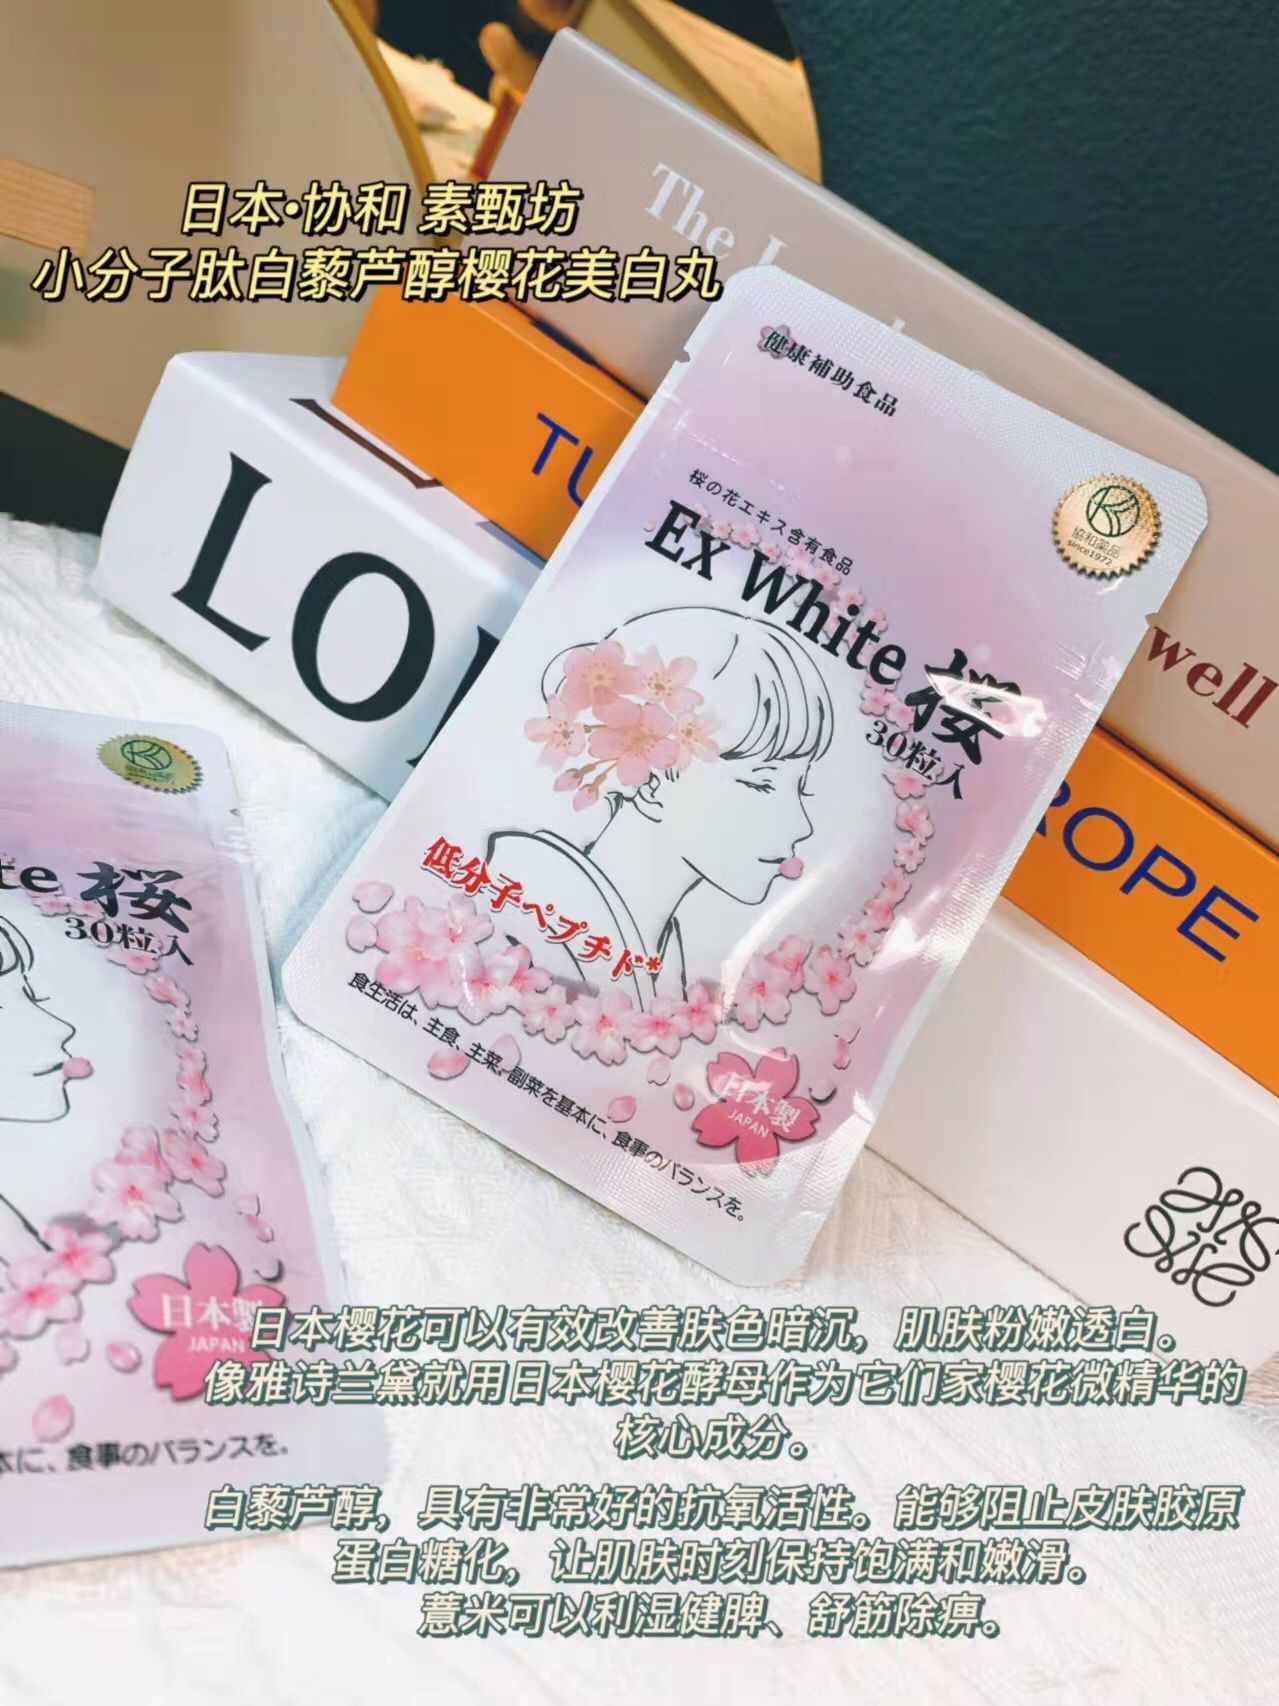 日本•协和 素甄坊
小分子肽白藜芦醇樱花美白丸
The L
TU
ROPE
well
LO
健康補助食品
桜の花エキス含有食品
Ex White 桜
30粒入
協和薬品
since1972
低分子ペプチド**
食生活は、主食、主菜、副菜を基本に、食事のバランスを。
日本製
JAPAN
te 桜
30粒入
日本製
JAPAN
本に、食事のバランスを。
日本樱花可以有效改善肤色暗沉，肌肤粉嫩透白。
像雅诗兰黛就用日本樱花酵母作为它们家樱花微精华的
核心成分。
白藜芦醇，具有非常好的抗氧活性。能够阻止皮肤胶原
蛋白糖化，让肌肤时刻保持饱满和嫩滑。
薏米可以利湿健脾、舒筋除痹。